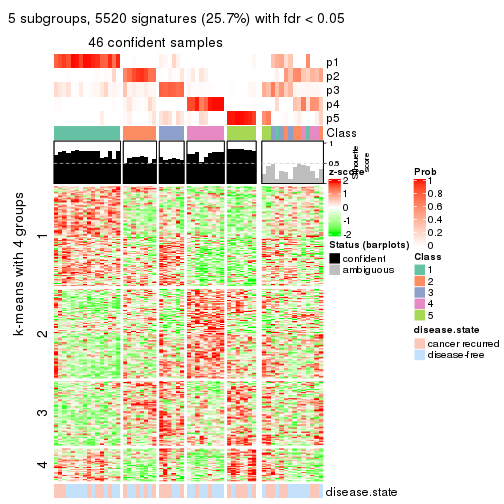 5 subgroups, 5520 signatures (25.7%) with fdr < 0.05
46 confident samples
p1
p2
p3
p4
p5
Class
1
0.5
Silhouette
score
k-means with 4 groups
1
2
3
4
disease.state
z-score
2
1
0
-1
-2
Status (barplots)
confident
ambiguous
Prob
1
0.8
0.6
0.4
0.2
0
Class
1
2
3
4
5
disease.state
cancer recurred
disease-free